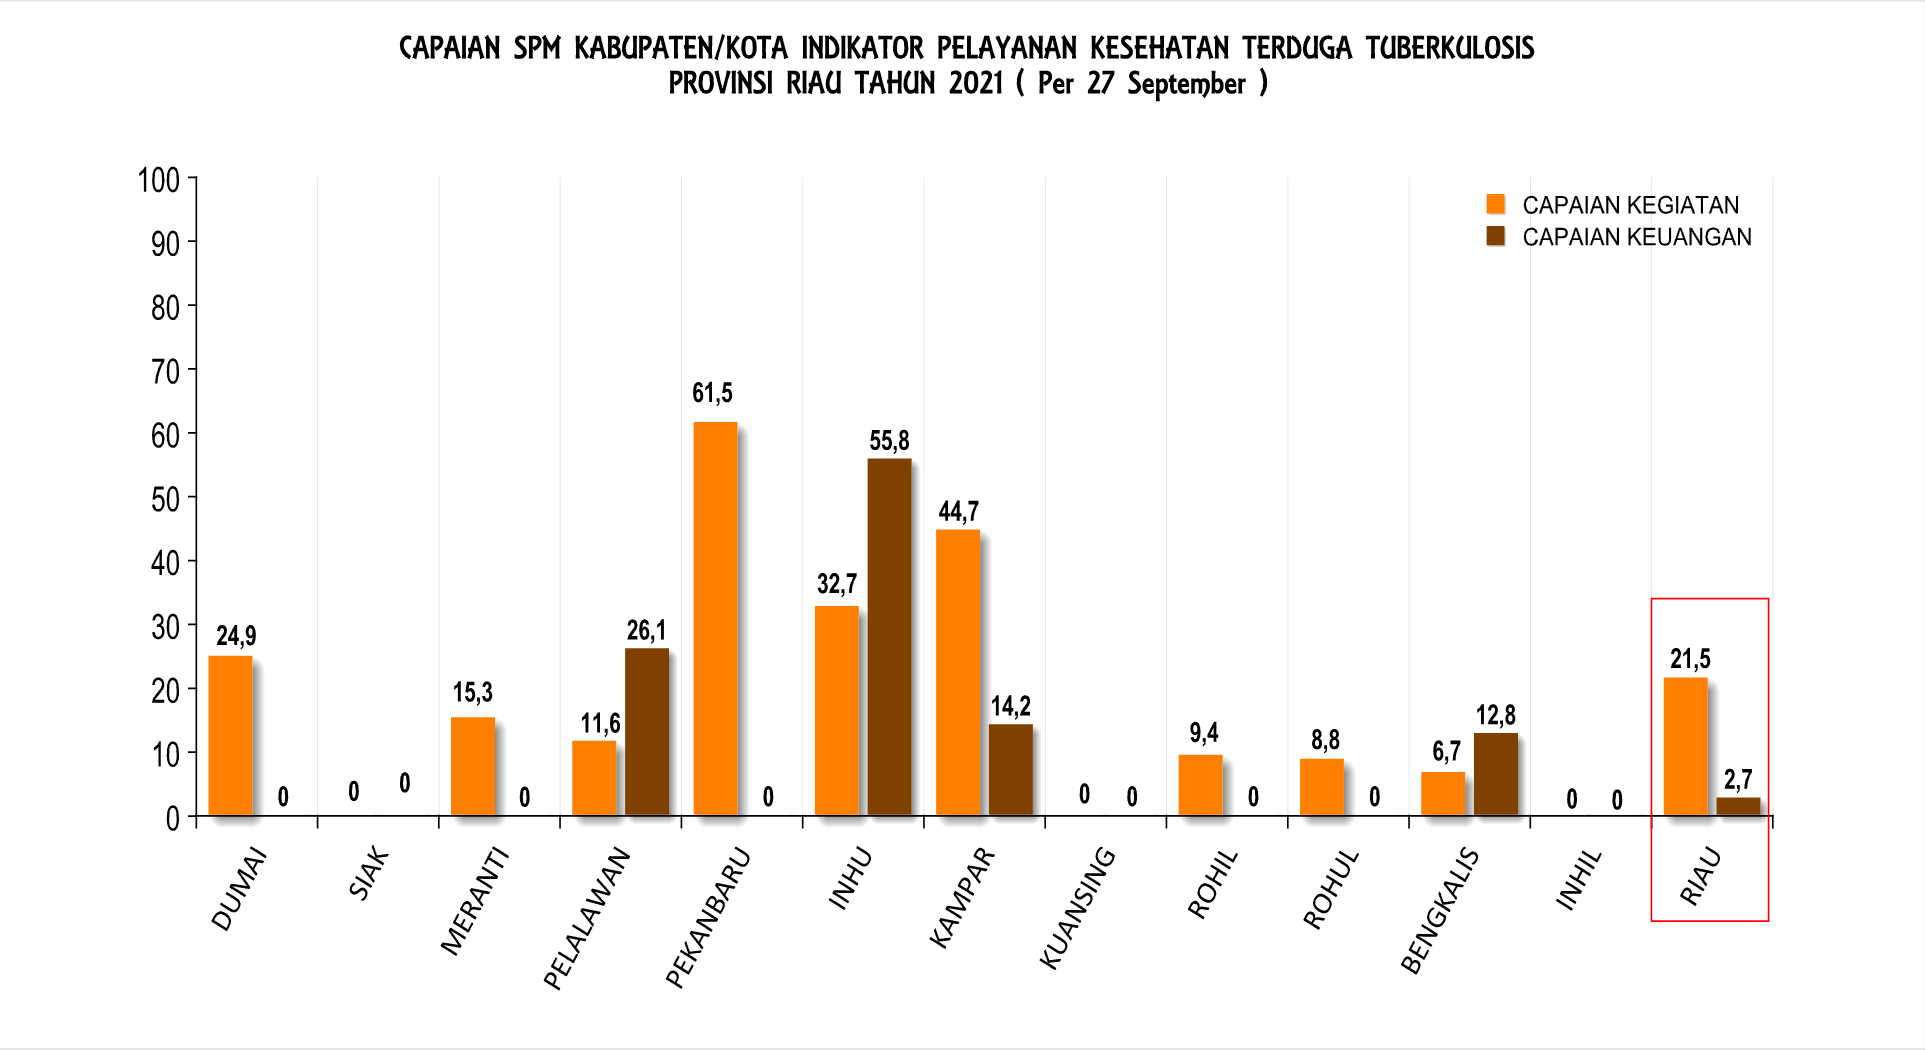 CAPAIAN SPM KABUPATEN/KOTA INDIKATOR PELAYANAN KESEHATAN TERDUGA TUBERKULOSIS
PROVINSI RIAU TAHUN 2021 ( Per 27 September )
CAPAIAN KEGIATAN
CAPAIAN KEUANGAN
100
90
80
70
60
50
40
30
20
10
0
24,9
0
0
0
15,3
0
11,6
26,1
61,5
0
32,7
55,8
44,7
14,2
0
0
9,4
0
8,8
0
6,7
12,8
0
0
21,5
2,7
DUMAI
SIAK
MERANTI
PELALAWAN
PEKANBARU
INHU
KAMPAR
KUANSING
ROHIL
ROHUL
BENGKALIS
INHIL
RIAU